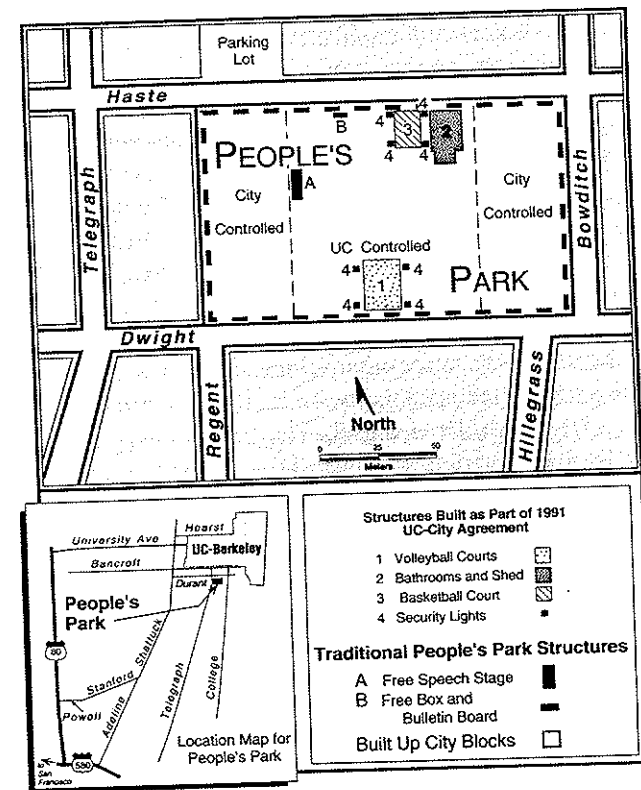 Parking
Lot
Haste
Telegraph
Bowditch
PEOPLE'S
B
4
4
3
2
4
4
A
City
Controlled
City
Controlled
UC Controlled
4
4
1
4
4
PARK
Dwight
Regent
Hillegrass
North
0
25
50
Meters
Hearst
University Ave
UC-Berkeley
Bancroft
Durant
People's
Park
80
Stanford
Shattuck
Powell
Adeline
Telegraph
College
Location Map for
People's Park
to
San
Francisco
580
Structures Built as Part of 1991
UC-City Agreement
1 Volleyball Courts
2 Bathrooms and Shed
3 Basketball Court
4 Security Lights
Traditional People's Park Structures
A Free Speech Stage
B Free Box and
Bulletin Board
Built Up City Blocks